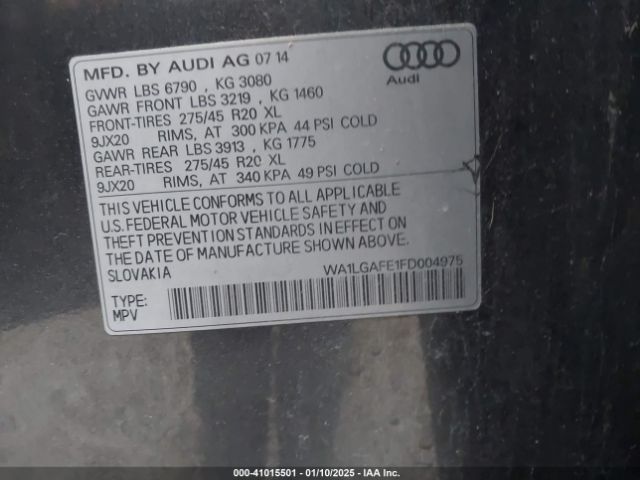 MFD. BY AUDI AG 07 14
GVWR LBS 6790 , KG 3080
GAWR FRONT LBS 3219 , KG 1460
FRONT-TIRES 275/45 R20 XL
9JX20 RIMS, AT 300 KPA 44 PSI COLD
GAWR REAR LBS 3913 , KG 1775
REAR-TIRES 275/45 R20 XL
9JX20 RIMS, AT 340 KPA 49 PSI COLD
Audi
THIS VEHICLE CONFORMS TO ALL APPLICABLE
U.S. FEDERAL MOTOR VEHICLE SAFETY AND
THEFT PREVENTION STANDARDS IN EFFECT ON
THE DATE OF MANUFACTURE SHOWN ABOVE.
SLOVAKIA
WA1LGAFE1FD004975
TYPE:
MPV
000-41015501 - 01/10/2025 - IAA Inc.